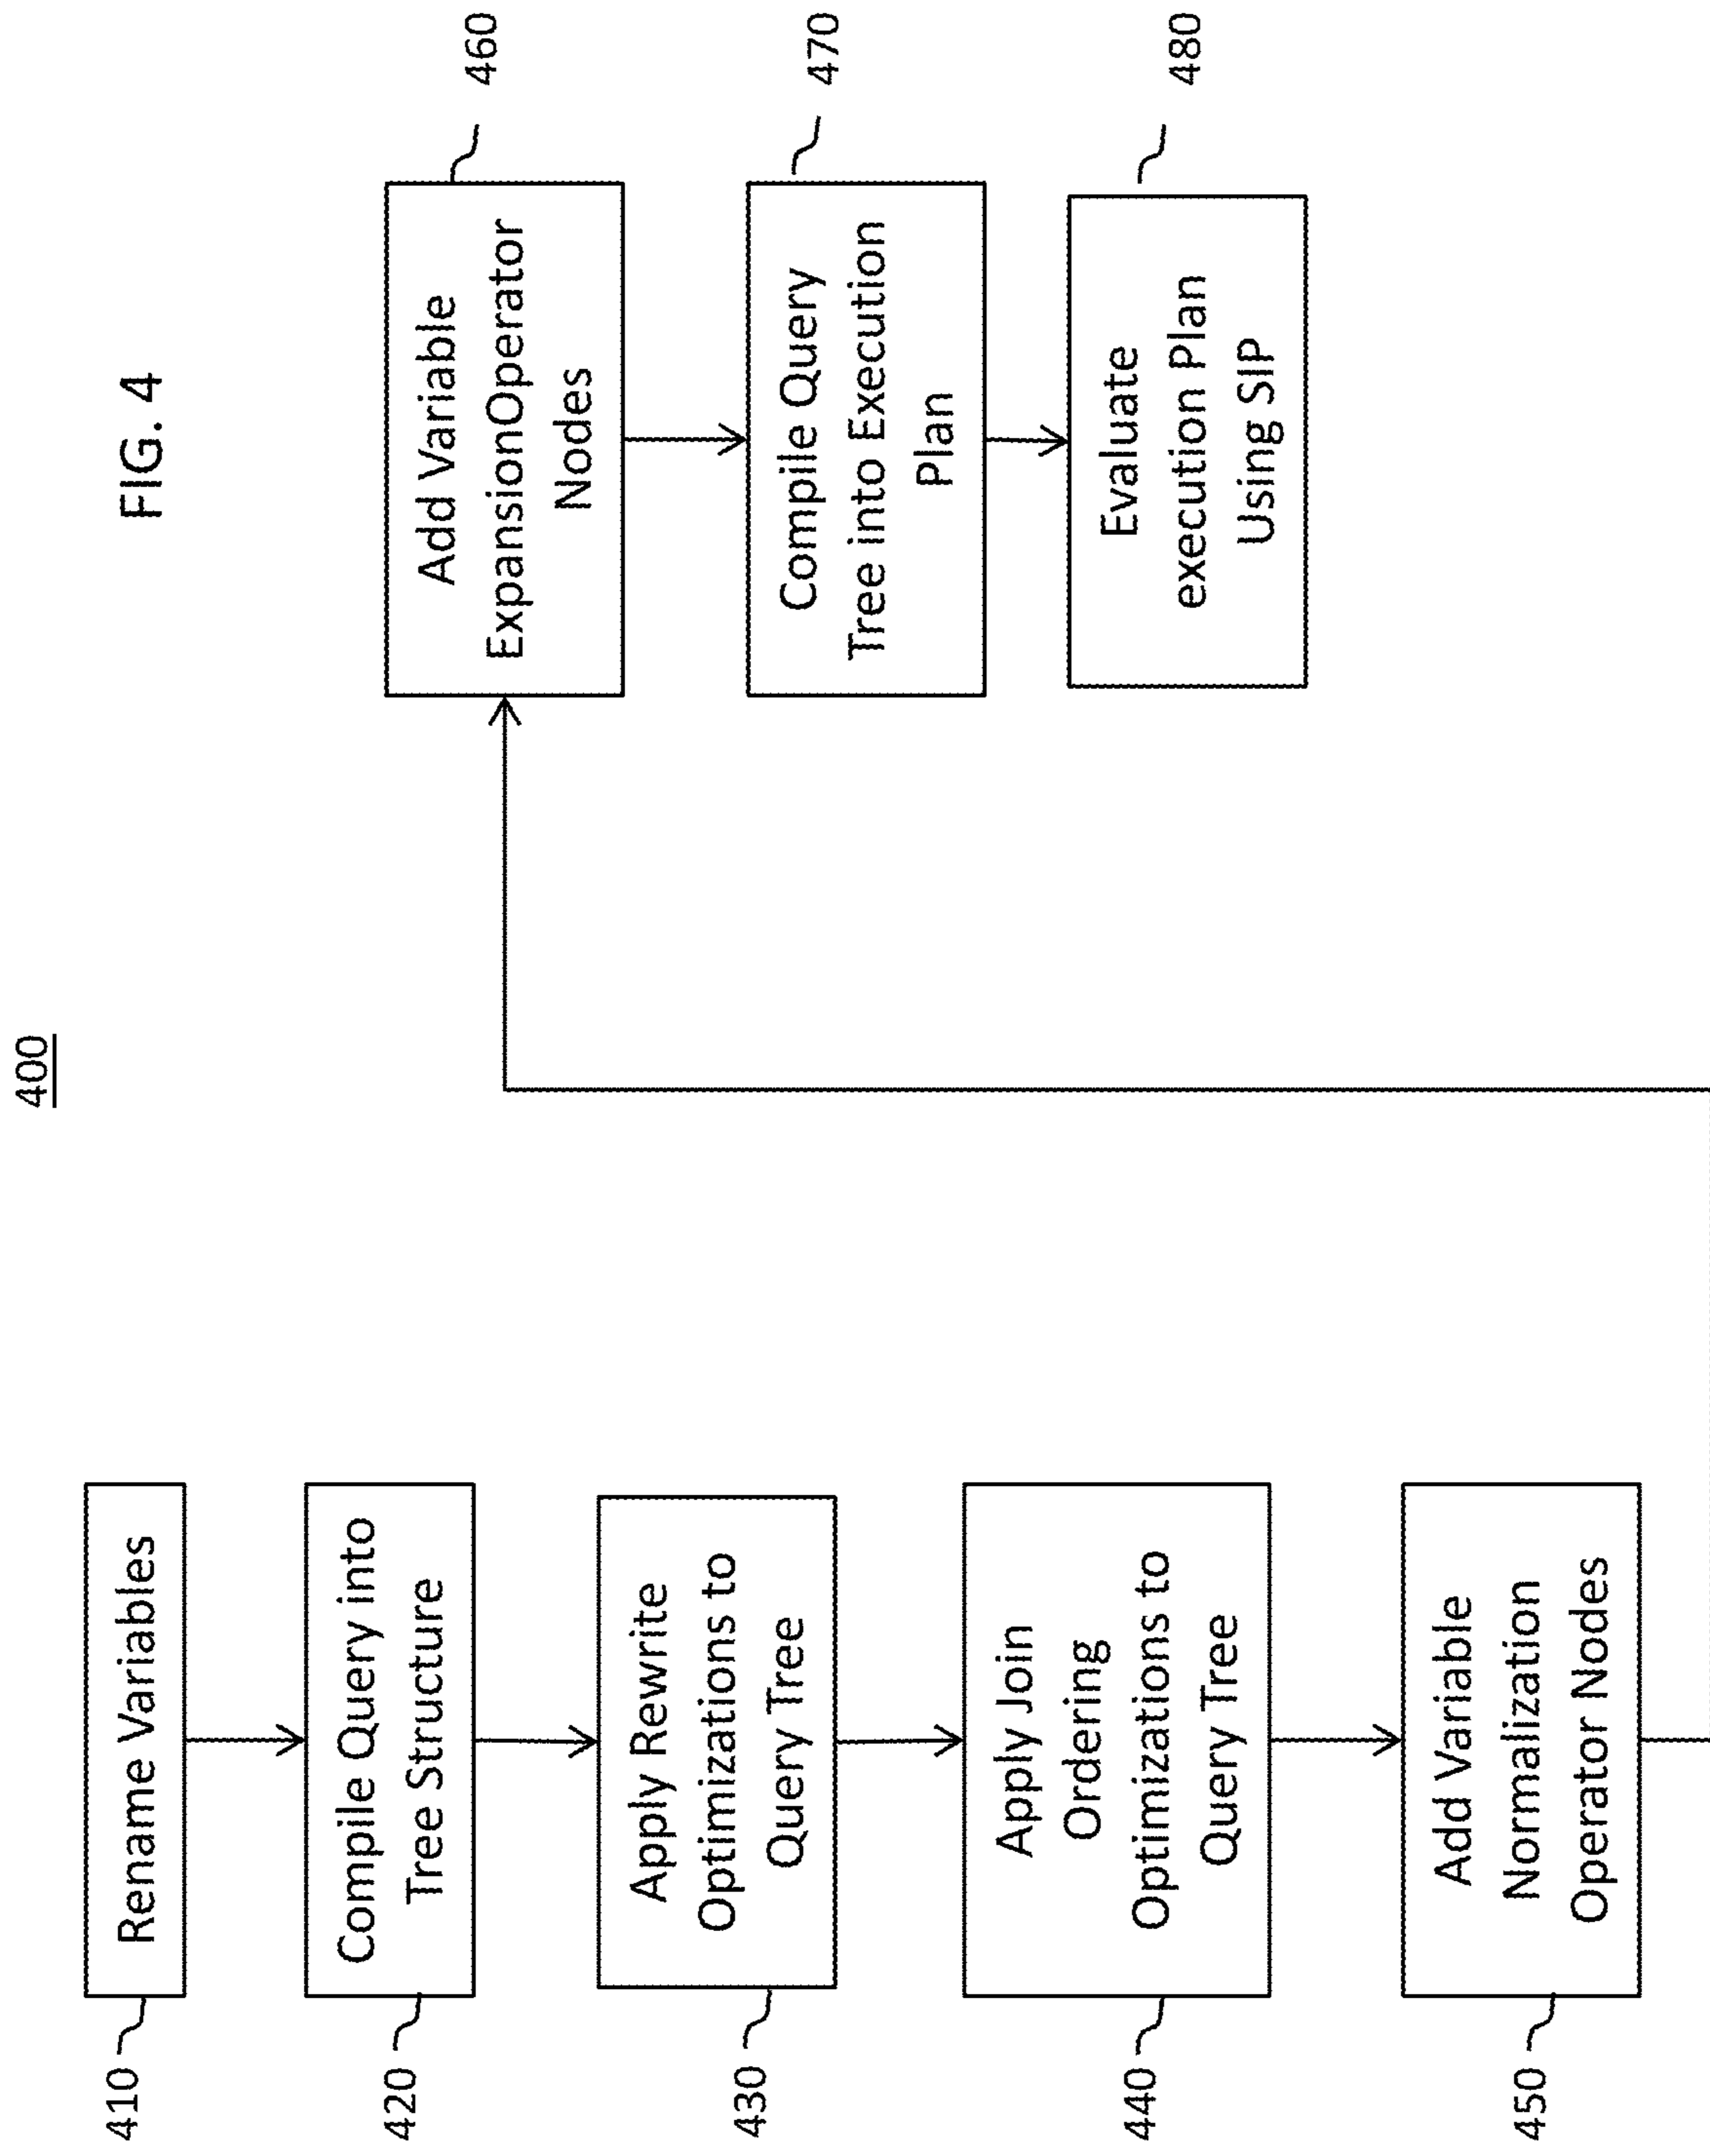 400
FIG. 4
410
Rename Variables
420
Compile Query into
Tree Structure
430
Apply Rewrite
Optimizations to
Query Tree
440
Apply Join
Ordering
Optimizations to
Query Tree
450
Add Variable
Normalization
Operator Nodes
460
Add Variable
ExpansionOperator
Nodes
470
Compile Query
Tree into Execution
Plan
480
Evaluate
execution Plan
Using SIP